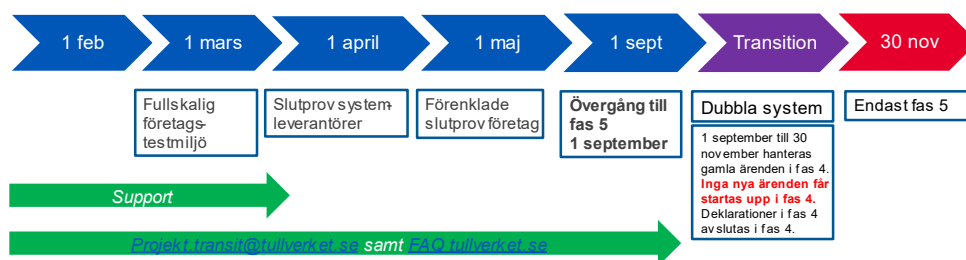 1 feb
1 mars
1 april
1 maj
1 sept
Transition
30 nov
Fullskalig
företags-
testmiljö
Slutprov system-
leverantörer
Förenklade
slutprov företag
Övergång till
fas 5
1 september
Dubbla system
Endast fas 5
1 september till 30
november hanteras
gamla ärenden i fas 4.
Inga nya ärenden får
startas upp i fas 4.
Deklarationer i fas 4
avslutas i fas 4.
Support
Projekt.transit@tullverket.se samt FAQ tullverket.se